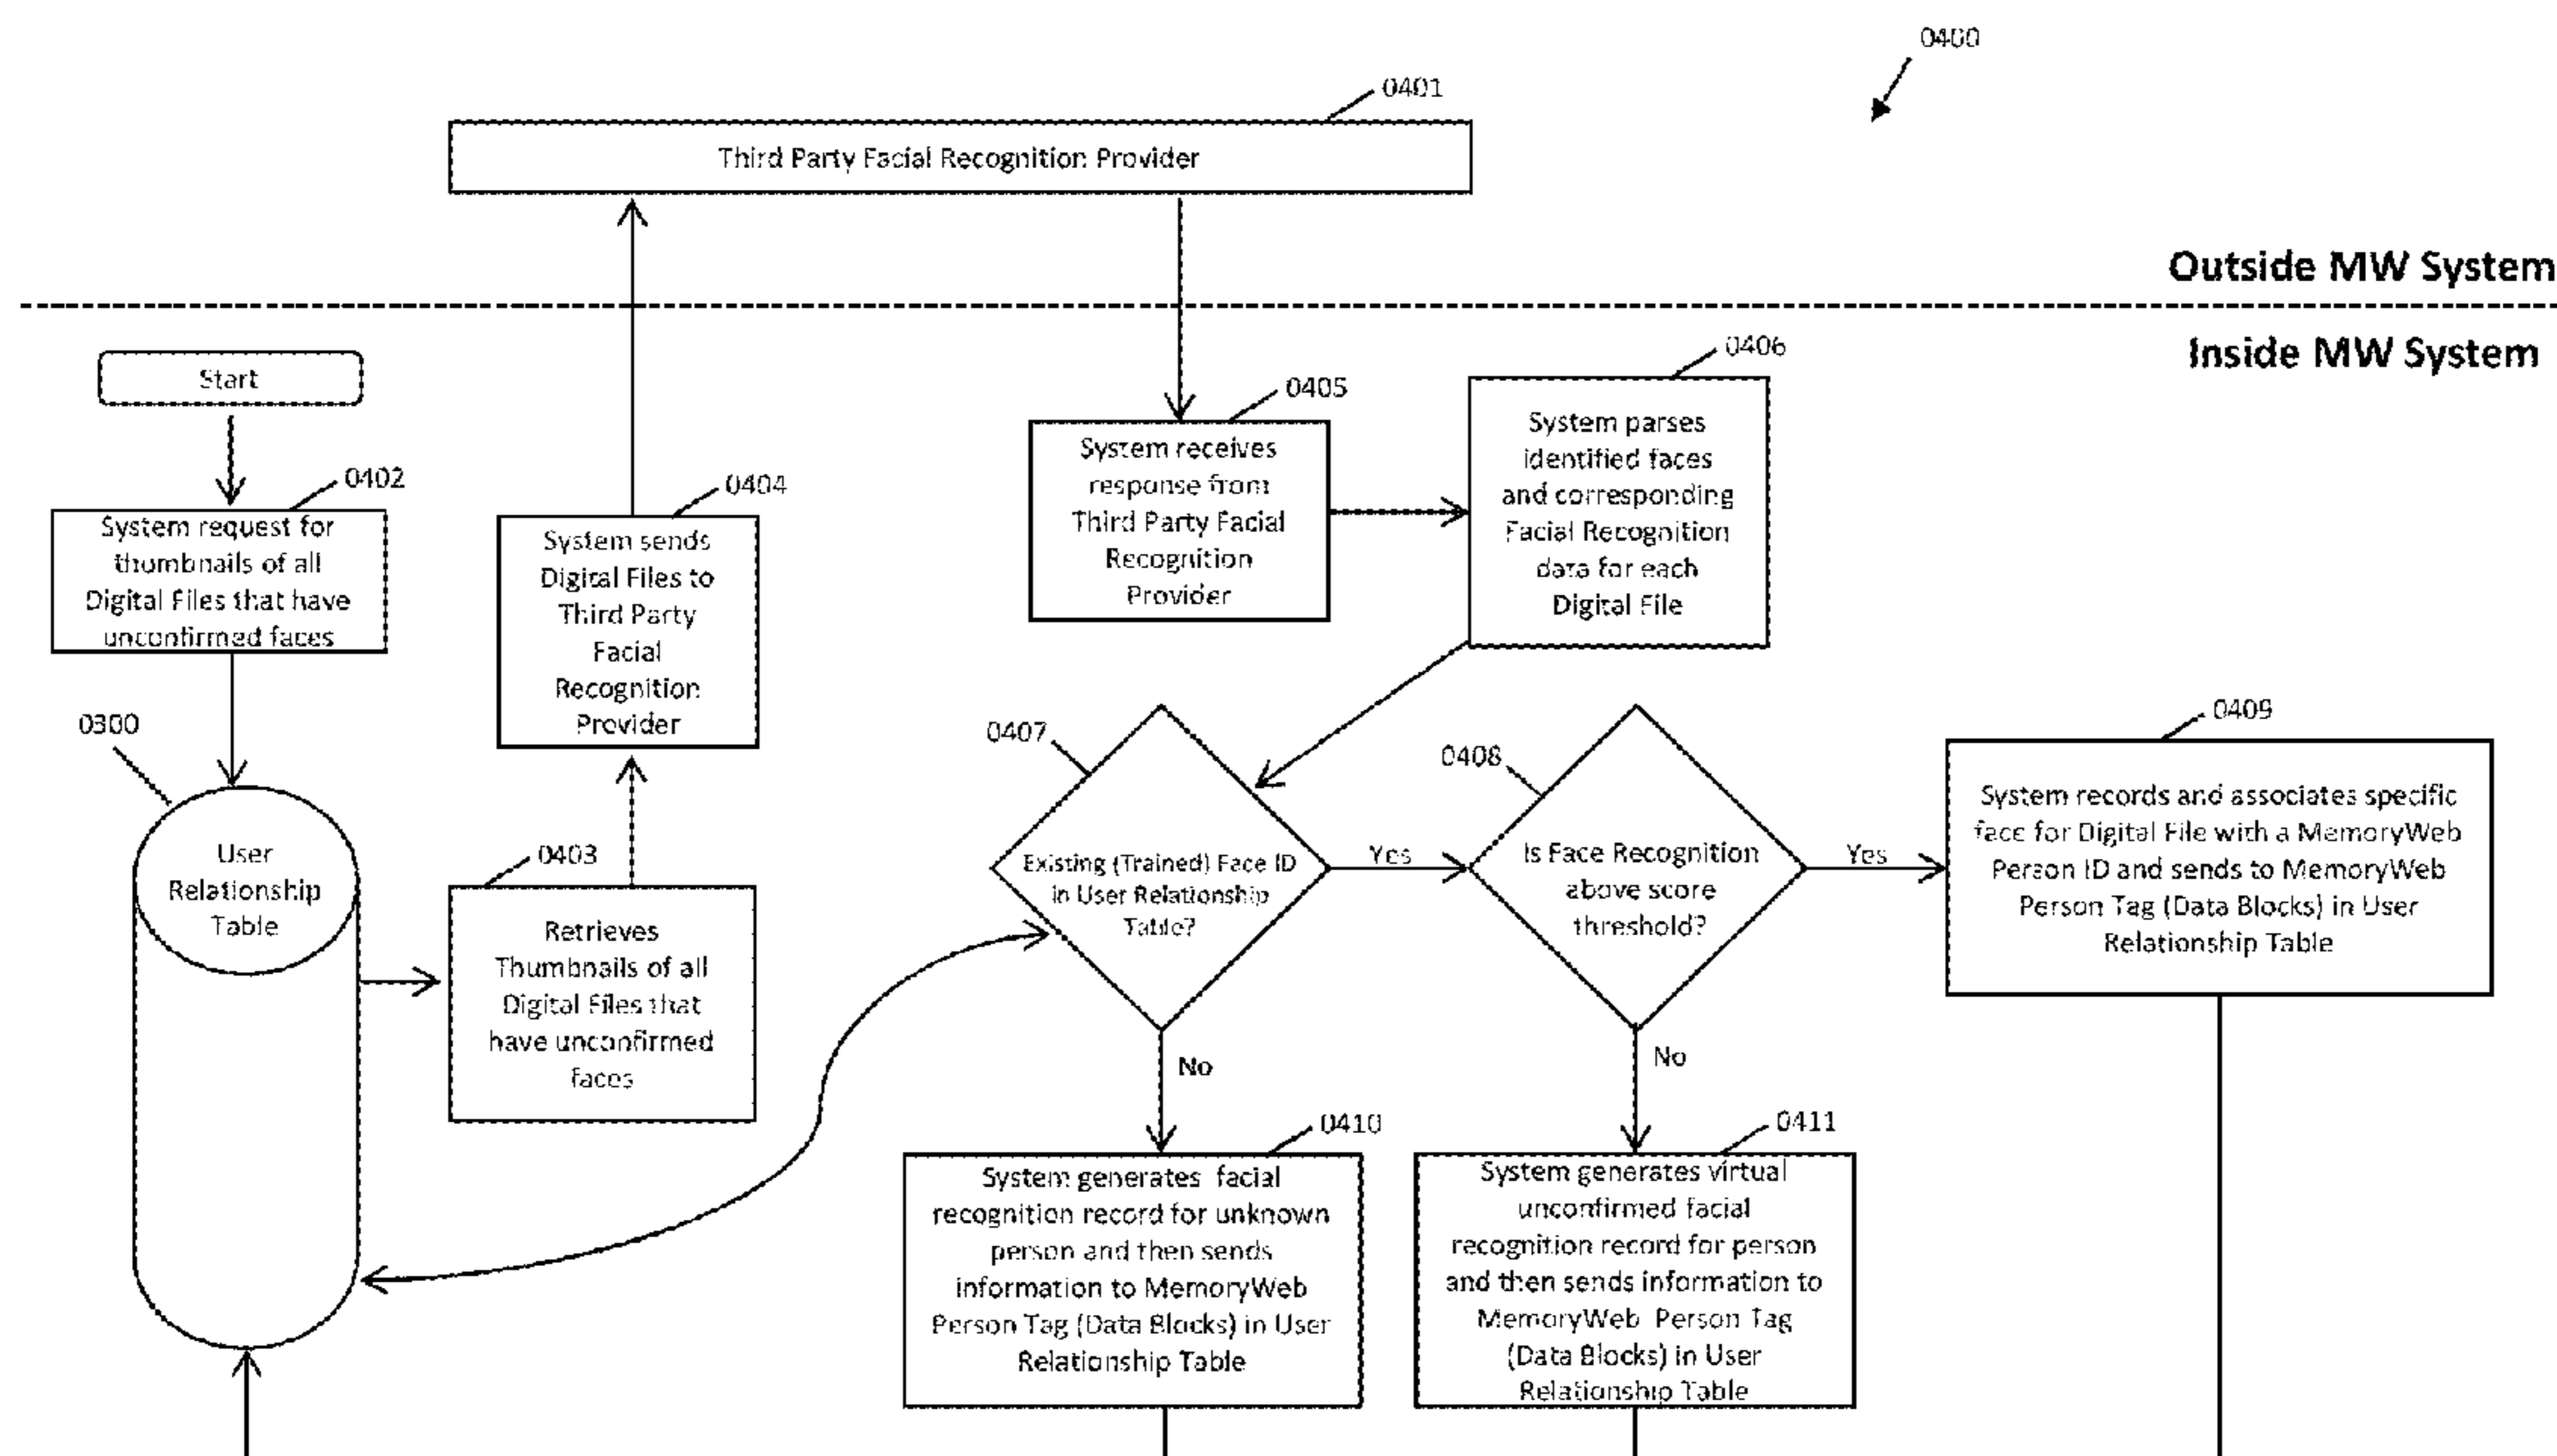 0400
0401
Third Party Facial Recognition Provider
Outside MW System
Inside MW System
Start
0402
System request for
thumbnails of all
Digital Files that have
unconfirmed faces
0300
User
Relationship
Table
0403
Retrieves
Thumbnails of all
Digital Files that
have unconfirmed
faces
0404
System sends
Digital Files to
Third Party
Facial
Recognition
Provider
0405
System receives
response from
Third Party Facial
Recognition
Provider
0406
System parses
identified faces
and corresponding
Facial Recognition
data for each
Digital File
0407
Existing (Trained) Face ID
in User Relationship
Table?
Yes
No
0408
Is Face Recognition
above score
threshold?
Yes
No
0409
System records and associates specific
face for Digital File with a MemoryWeb
Person ID and sends to MemoryWeb
Person Tag (Data Blocks) in User
Relationship Table
0410
System generates facial
recognition record for unknown
person and then sends
information to MemoryWeb
Person Tag (Data Blocks) in User
Relationship Table
0411
System generates virtual
unconfirmed facial
recognition record for person
and then sends information to
MemoryWeb Person Tag
(Data Blocks) in User
Relationship Table